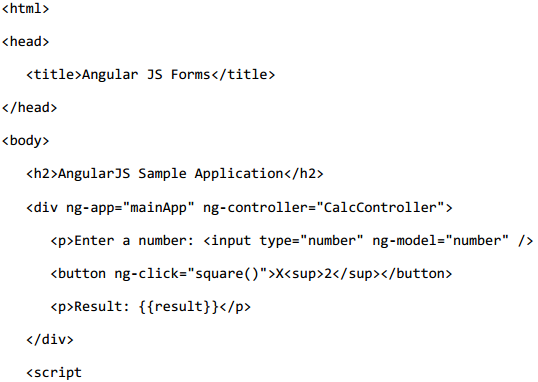 <html>
<head>
<title>Angular JS Forms</title>
</head>
<body>
<h2>AngularJS Sample Application</h2>
<div ng-app="mainApp" ng-controller="CalcController">
<p>Enter a number: <input type="number" ng-model="number" />
<button ng-click="square()">X<sup>2</sup></button>
<p>Result: {{result}}</p>
</div>
<script